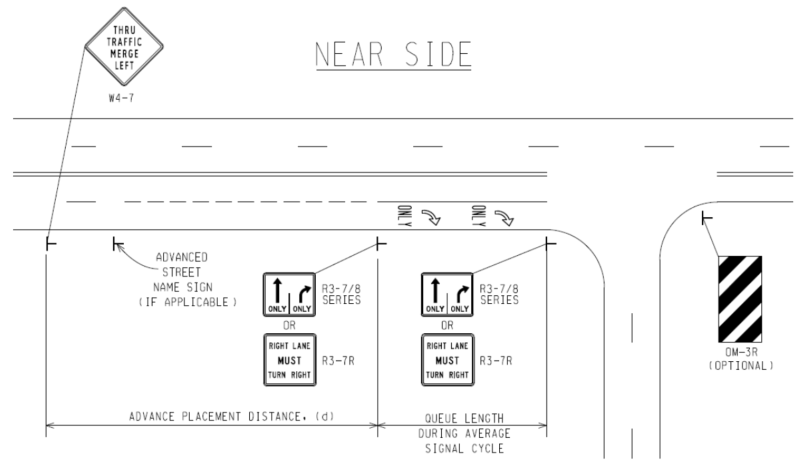 THRU
TRAFFIC
MERGE
LEFT
W4-7
NEAR SIDE
ONLY
ONLY
ADVANCED
STREET
NAME SIGN
(IF APPLICABLE)
ONLY ONLY
R3-7/8
SERIES
OR
RIGHT LANE
MUST
TURN RIGHT
R3-7R
ONLY ONLY
R3-7/8
SERIES
OR
RIGHT LANE
MUST
TURN RIGHT
R3-7R
OM-3R
(OPTIONAL)
ADVANCE PLACEMENT DISTANCE, (d)
QUEUE LENGTH
DURING AVERAGE
SIGNAL CYCLE